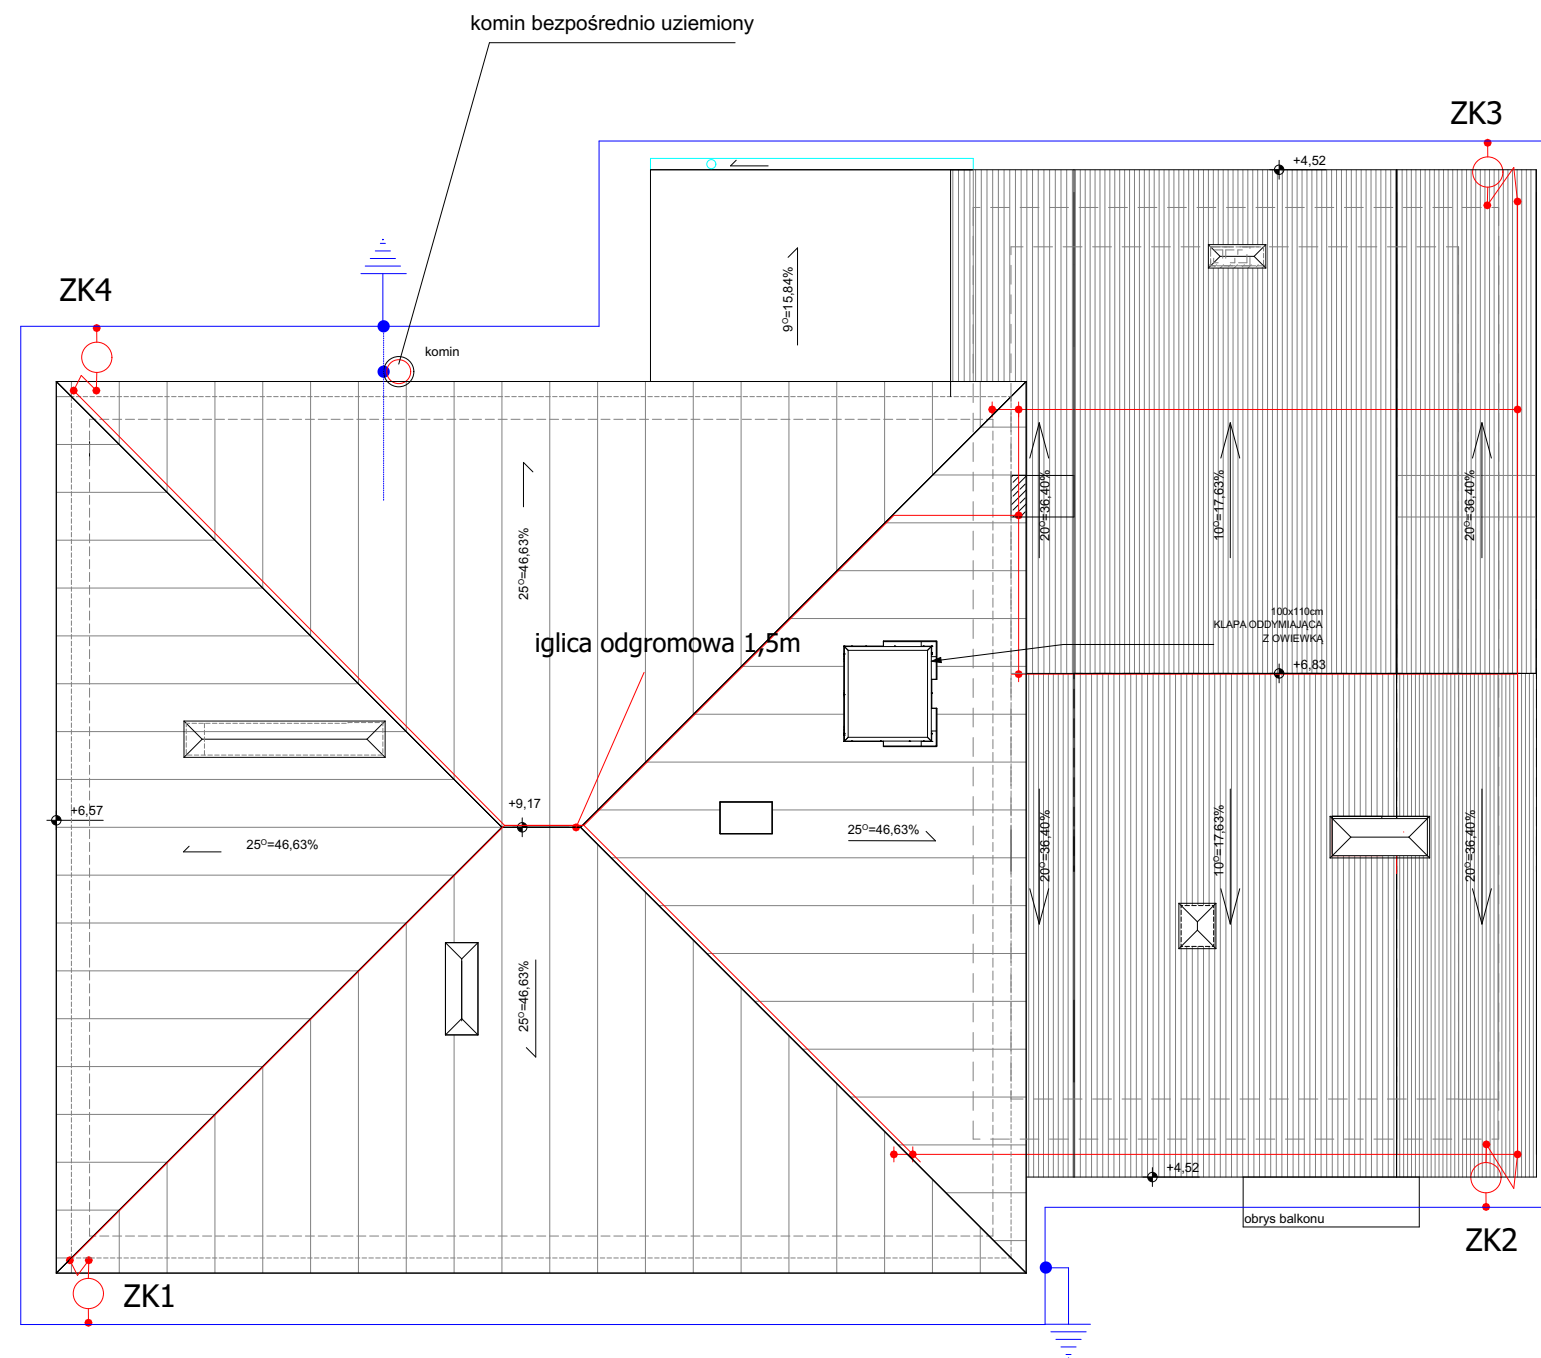 komin bezpośrednio uziemiony
ZK3
+4,52
ZK4
9°=15,84%
komin
20°=36,40%
10°=17,63%
20°=36,40%
25°=46,63%
100x110cm
KLAPA ODDYMIAJĄCA
Z OWIEWKĄ
iglica odgromowa 1,5m
+6,83
+9,17
+6,57
25°=46,63%
25°=46,63%
20°=36,40%
10°=17,63%
20°=36,40%
25°=46,63%
+4,52
obrys balkonu
ZK2
ZK1